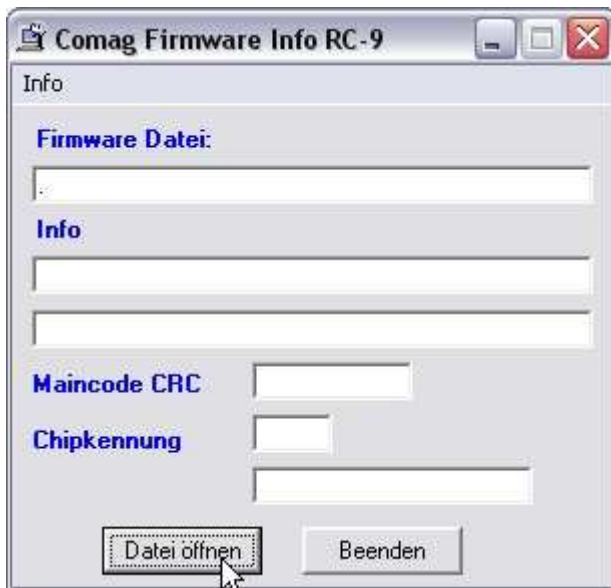 Comag Firmware Info RC-9
Info
Firmware Datei:
.
Info
Maincode CRC
Chipkennung
Datei öffnen Beenden